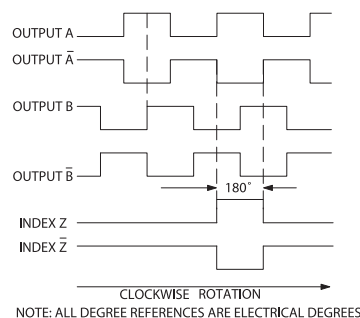 OUTPUT A
OUTPUT A̅
OUTPUT B
OUTPUT B̅
180°
INDEX Z
INDEX Z̅
CLOCKWISE ROTATION
NOTE: ALL DEGREE REFERENCES ARE ELECTRICAL DEGREES